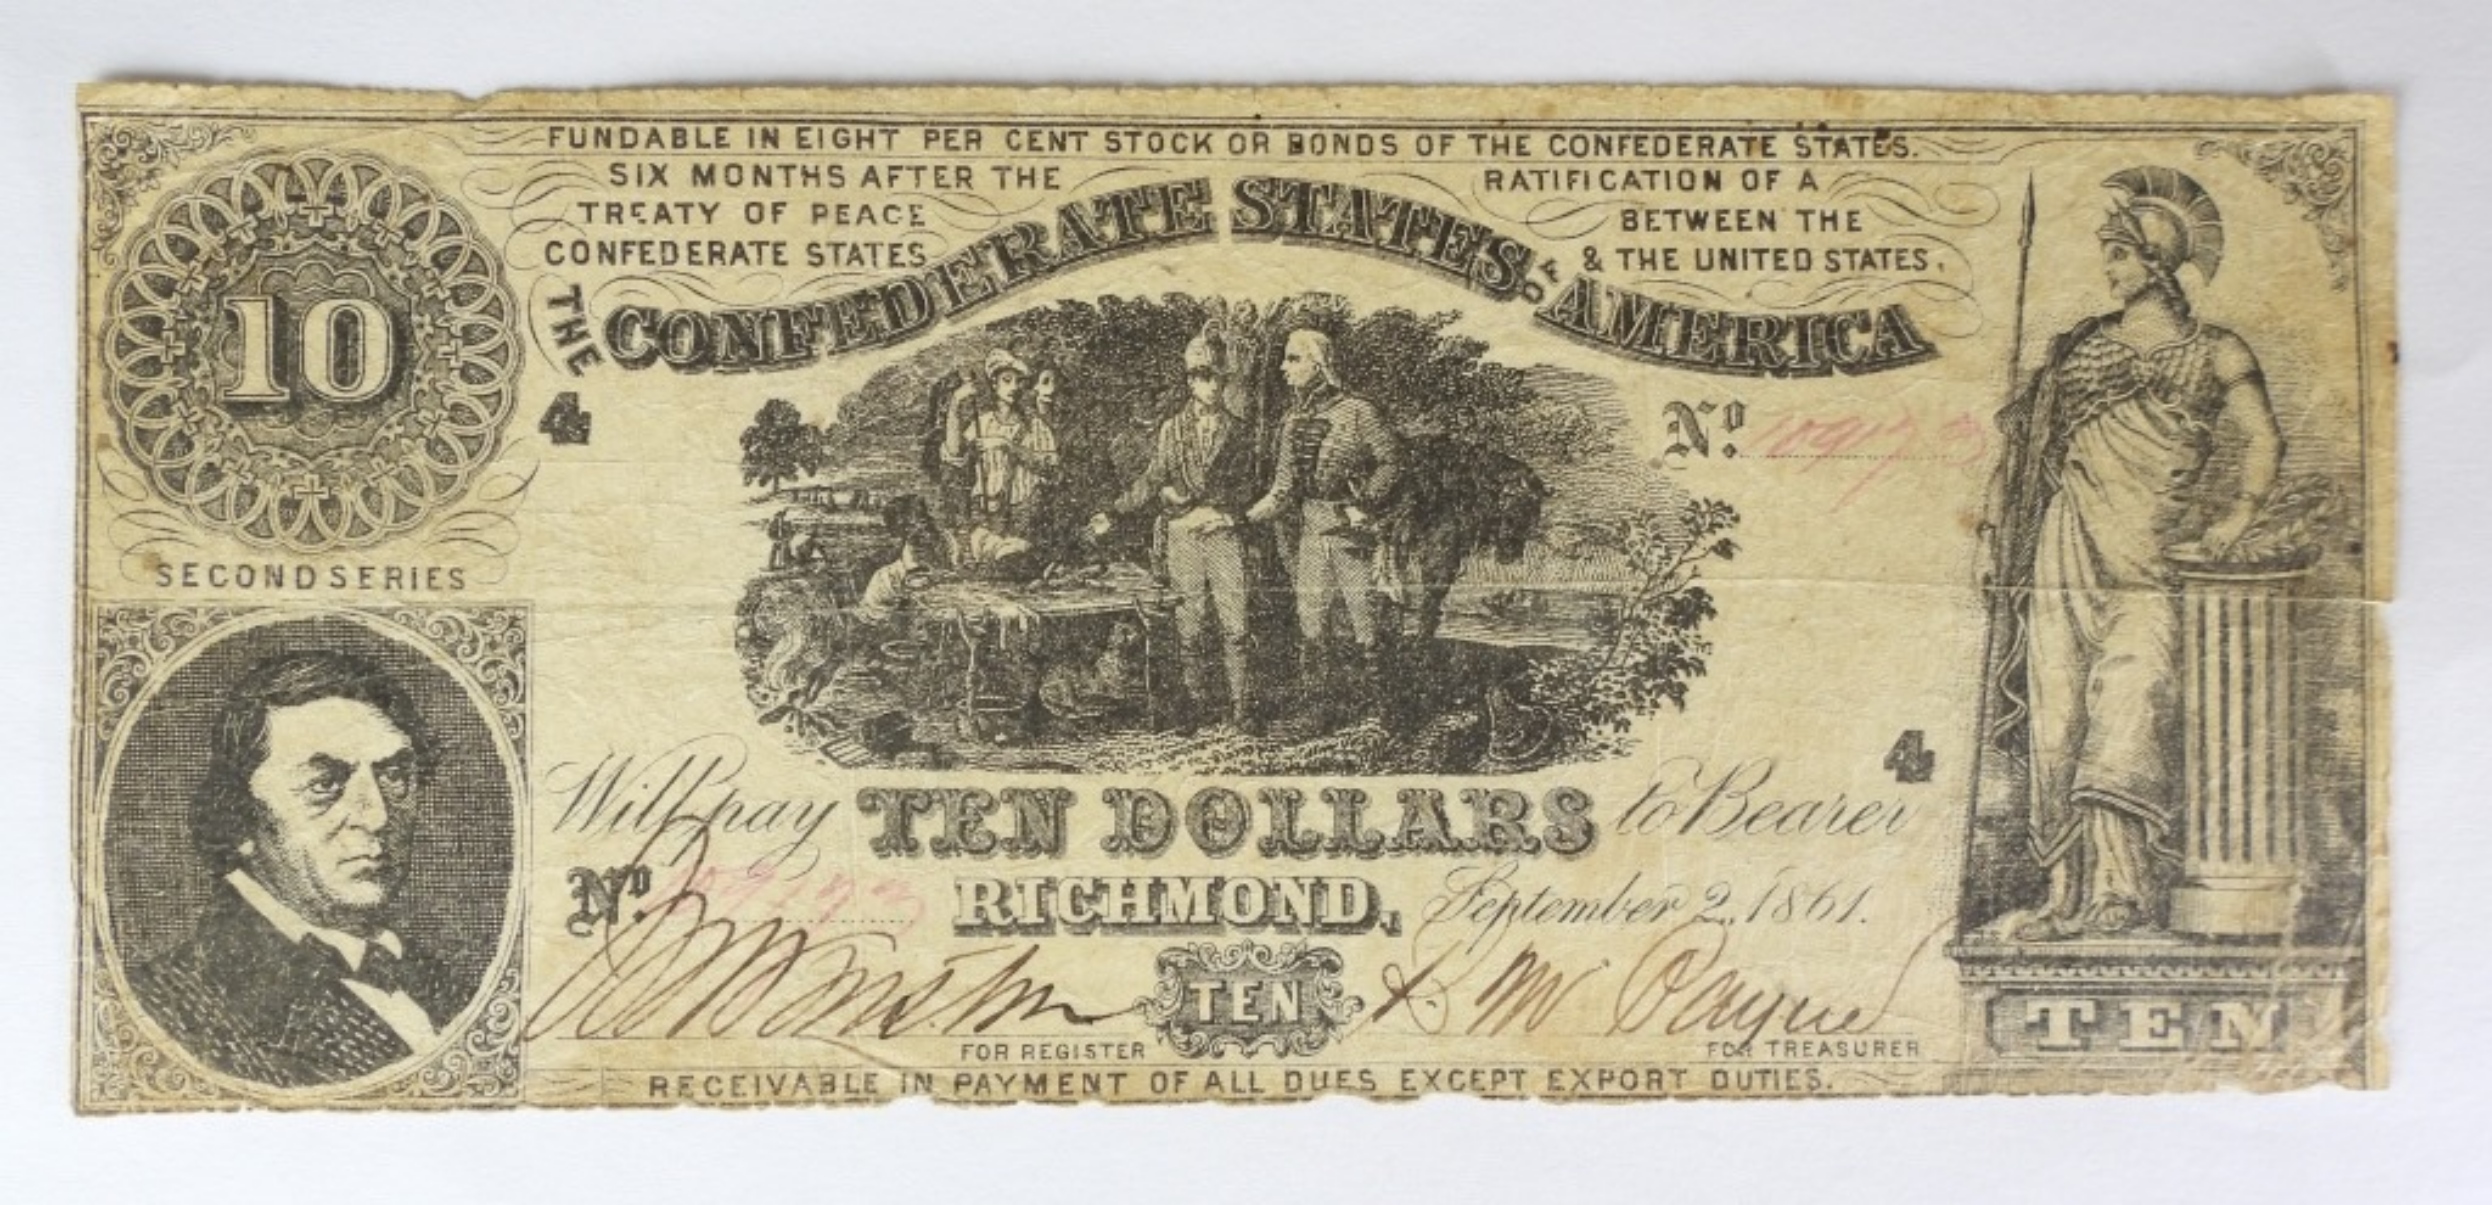 FUNDABLE IN EIGHT PER CENT STOCK OR BONDS OF THE CONFEDERATE STATES.
SIX MONTHS AFTER THE RATIFICATION OF A
TREATY OF PEACE BETWEEN THE
CONFEDERATE STATES & THE UNITED STATES.
THE CONFEDERATE STATES OF AMERICA
10
4
Nº
SECOND SERIES
4
Will pay TEN DOLLARS to Bearer
Nº RICHMOND, September 2, 1861.
TEN
Payne
FOR REGISTER FOR TREASURER
TEN
RECEIVABLE IN PAYMENT OF ALL DUES EXCEPT EXPORT DUTIES.